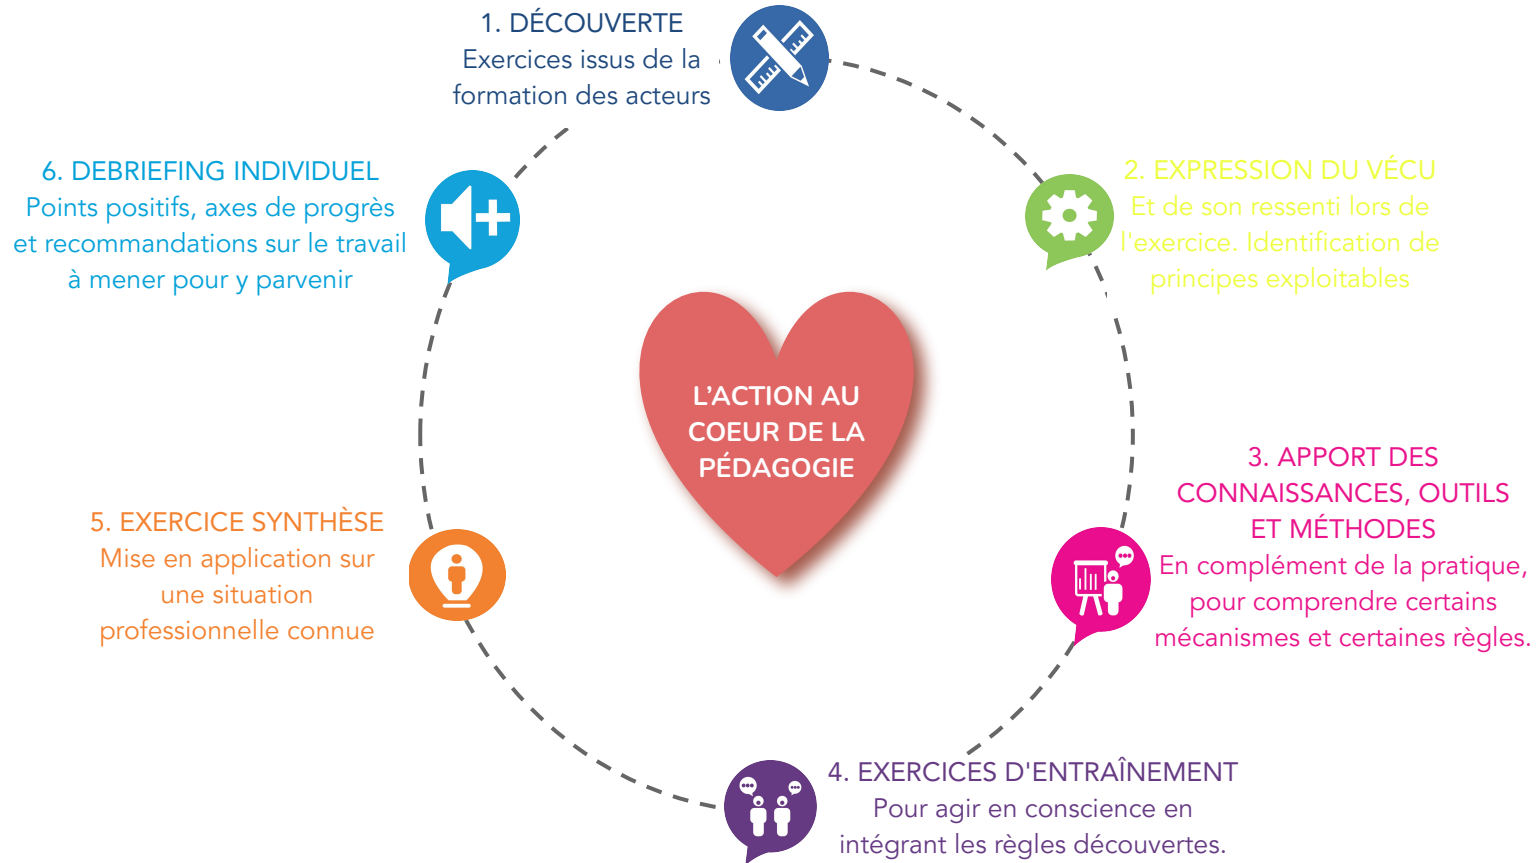 1. DÉCOUVERTE
Exercices issus de la
formation des acteurs
2. EXPRESSION DU VÉCU
Et de son ressenti lors de
l'exercice. Identification de
principes exploitables
3. APPORT DES
CONNAISSANCES, OUTILS
ET MÉTHODES
En complément de la pratique,
pour comprendre certains
mécanismes et certaines règles.
4. EXERCICES D'ENTRAÎNEMENT
Pour agir en conscience en
intégrant les règles découvertes.
5. EXERCICE SYNTHÈSE
Mise en application sur
une situation
professionnelle connue
6. DEBRIEFING INDIVIDUEL
Points positifs, axes de progrès
et recommandations sur le travail
à mener pour y parvenir
L’ACTION AU
COEUR DE LA
PÉDAGOGIE